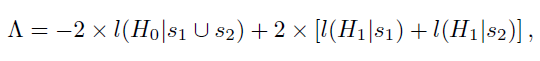 Λ = −2 × l(H₀|s₁ ∪ s₂) + 2 × [l(H₁|s₁) + l(H₁|s₂)] ,